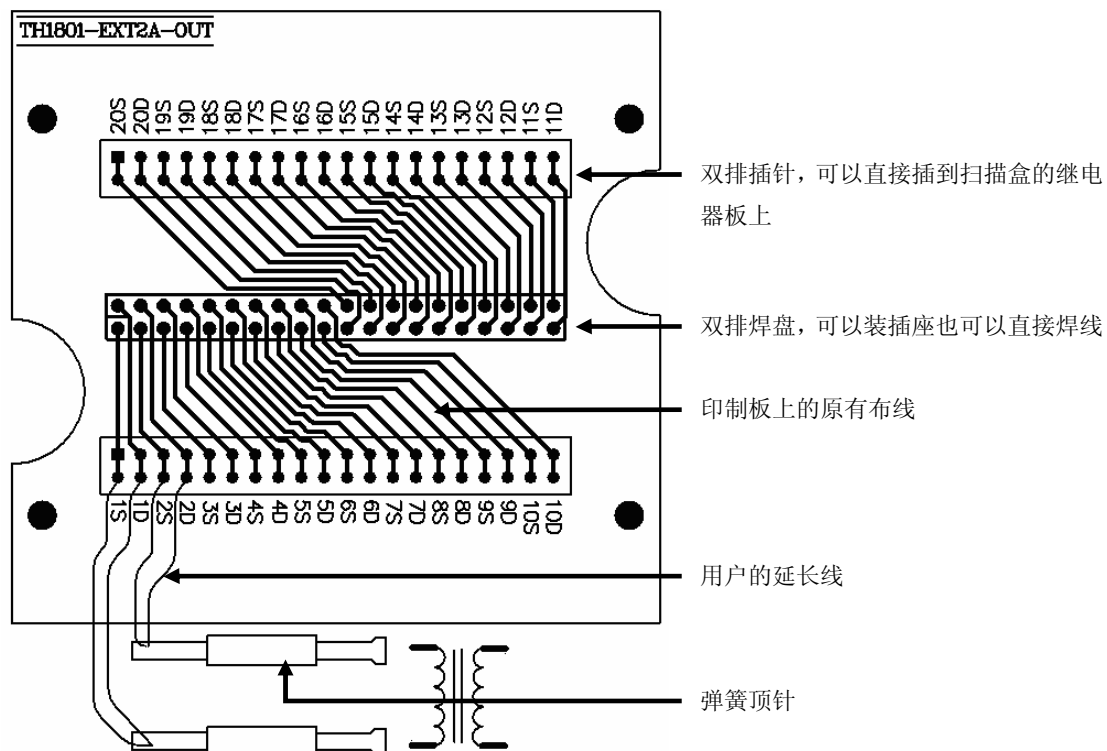 TH1801-EXT2A-OUT
20S 20D 19S 19D 18S 18D 17S 17D 16S 16D 15S 15D 14S 14D 13S 13D 12S 12D 11S 11D
双排插针，可以直接插到扫描盒的继电
器板上
双排焊盘，可以装插座也可以直接焊线
印制板上的原有布线
1S 1D 2S 2D 3S 3D 4S 4D 5S 5D 6S 6D 7S 7D 8S 8D 9S 9D 10S 10D
用户的延长线
弹簧顶针